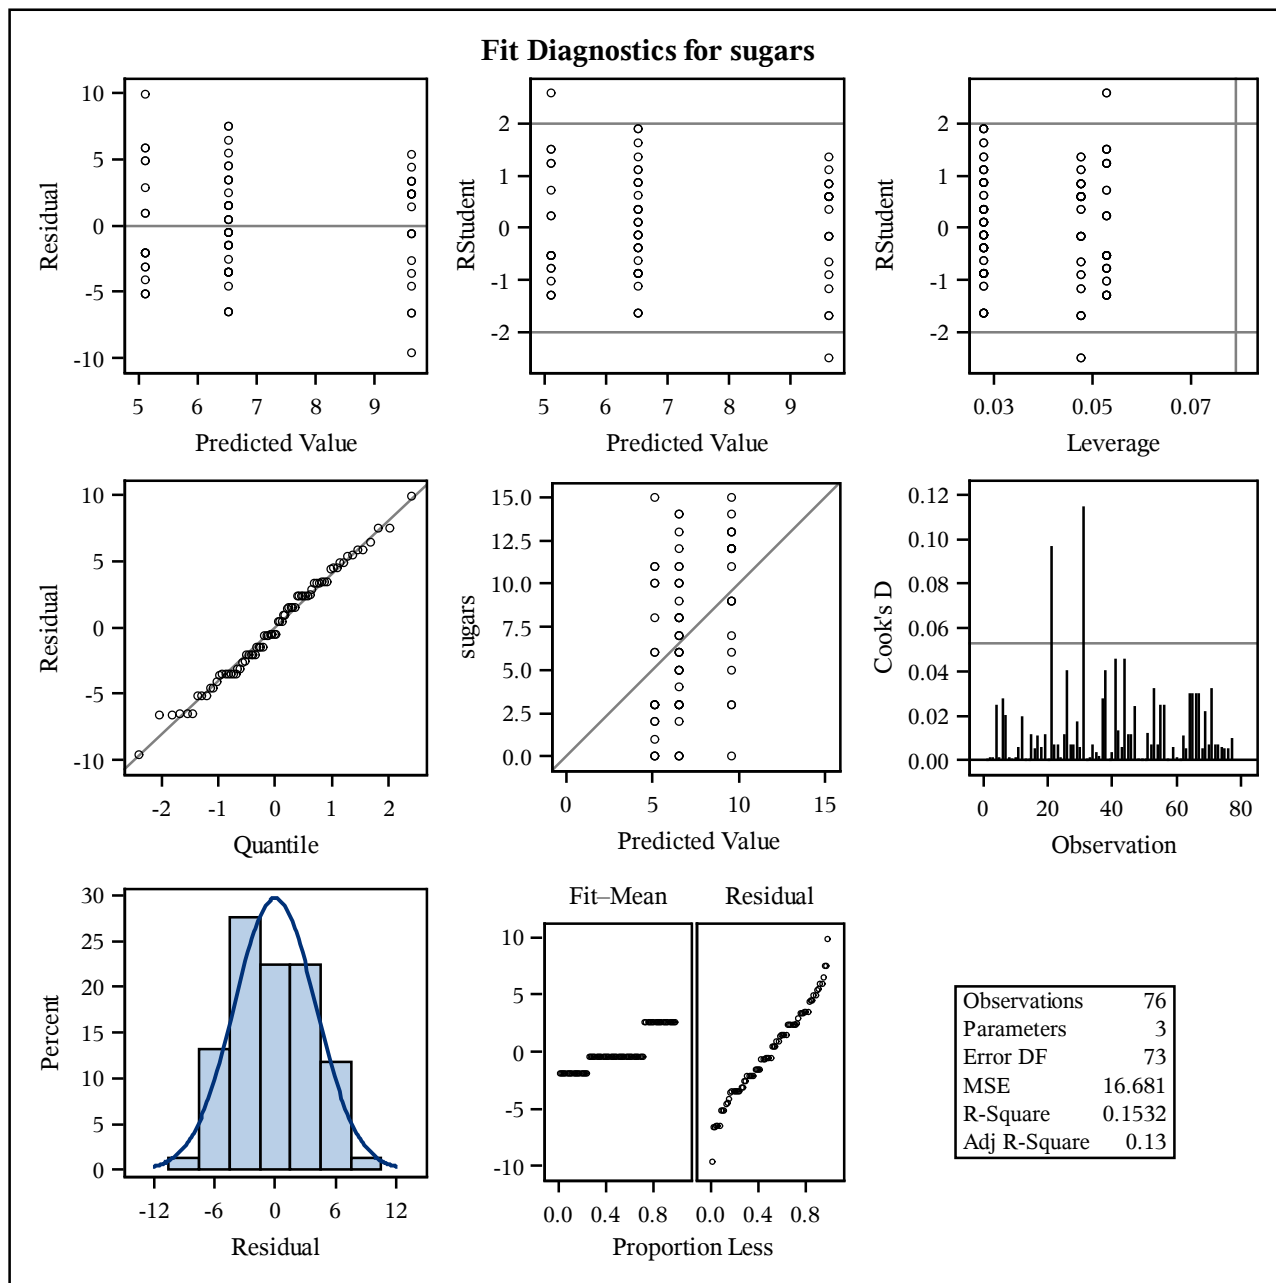 Fit Diagnostics for sugars
10
5
0
-5
-10
Residual
5 6 7 8 9
Predicted Value
2
1
0
-1
-2
RStudent
5 6 7 8 9
Predicted Value
2
1
0
-1
-2
RStudent
0.03 0.05 0.07
Leverage
10
5
0
-5
-10
Residual
-2 -1 0 1 2
Quantile
15.0
12.5
10.0
7.5
5.0
2.5
0.0
sugars
0 5 10 15
Predicted Value
0.12
0.10
0.08
0.06
0.04
0.02
0.00
Cook's D
0 20 40 60 80
Observation
30
25
20
15
10
5
0
Percent
-12 -6 0 6 12
Residual
Fit–Mean Residual
10
5
0
-5
-10
0.0 0.4 0.8 0.0 0.4 0.8
Proportion Less
Observations 76
Parameters 3
Error DF 73
MSE 16.681
R-Square 0.1532
Adj R-Square 0.13